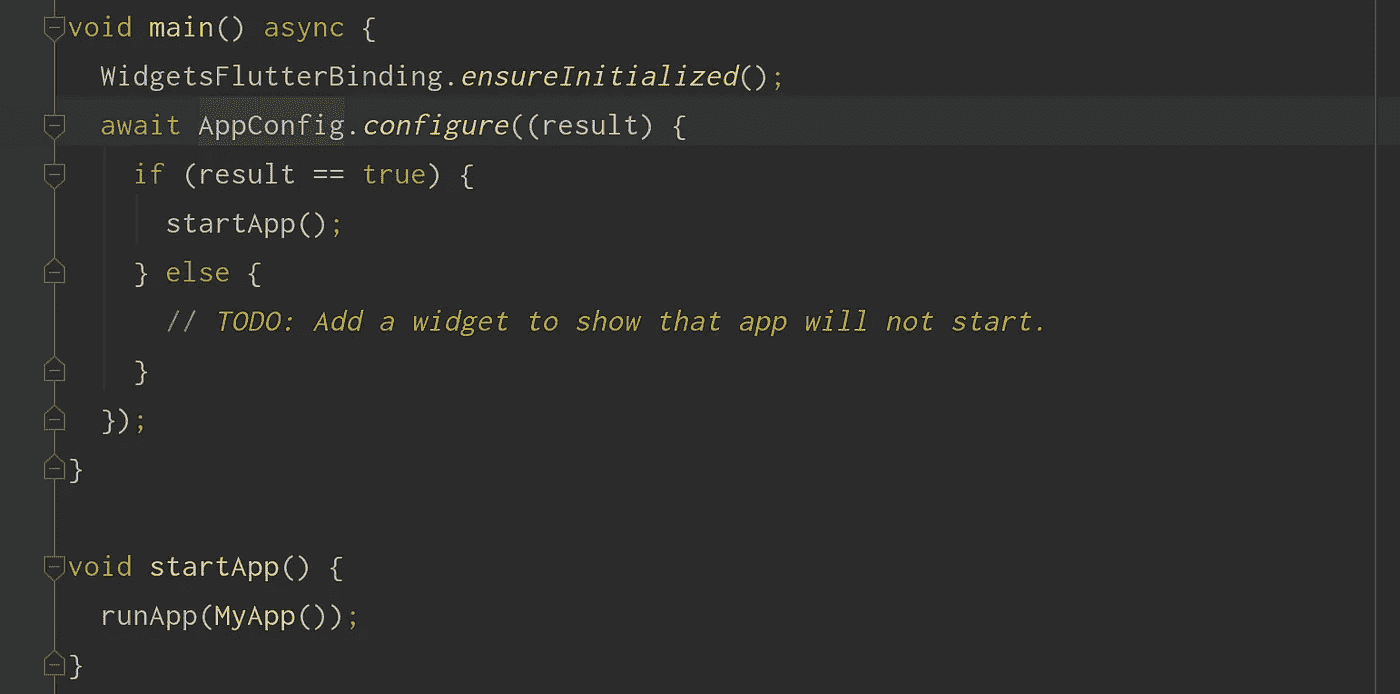 void main() async {
WidgetsFlutterBinding.ensureInitialized();
await AppConfig.configure((result) {
if (result == true) {
startApp();
} else {
// TODO: Add a widget to show that app will not start.
}
});
}
void startApp() {
runApp(MyApp());
}